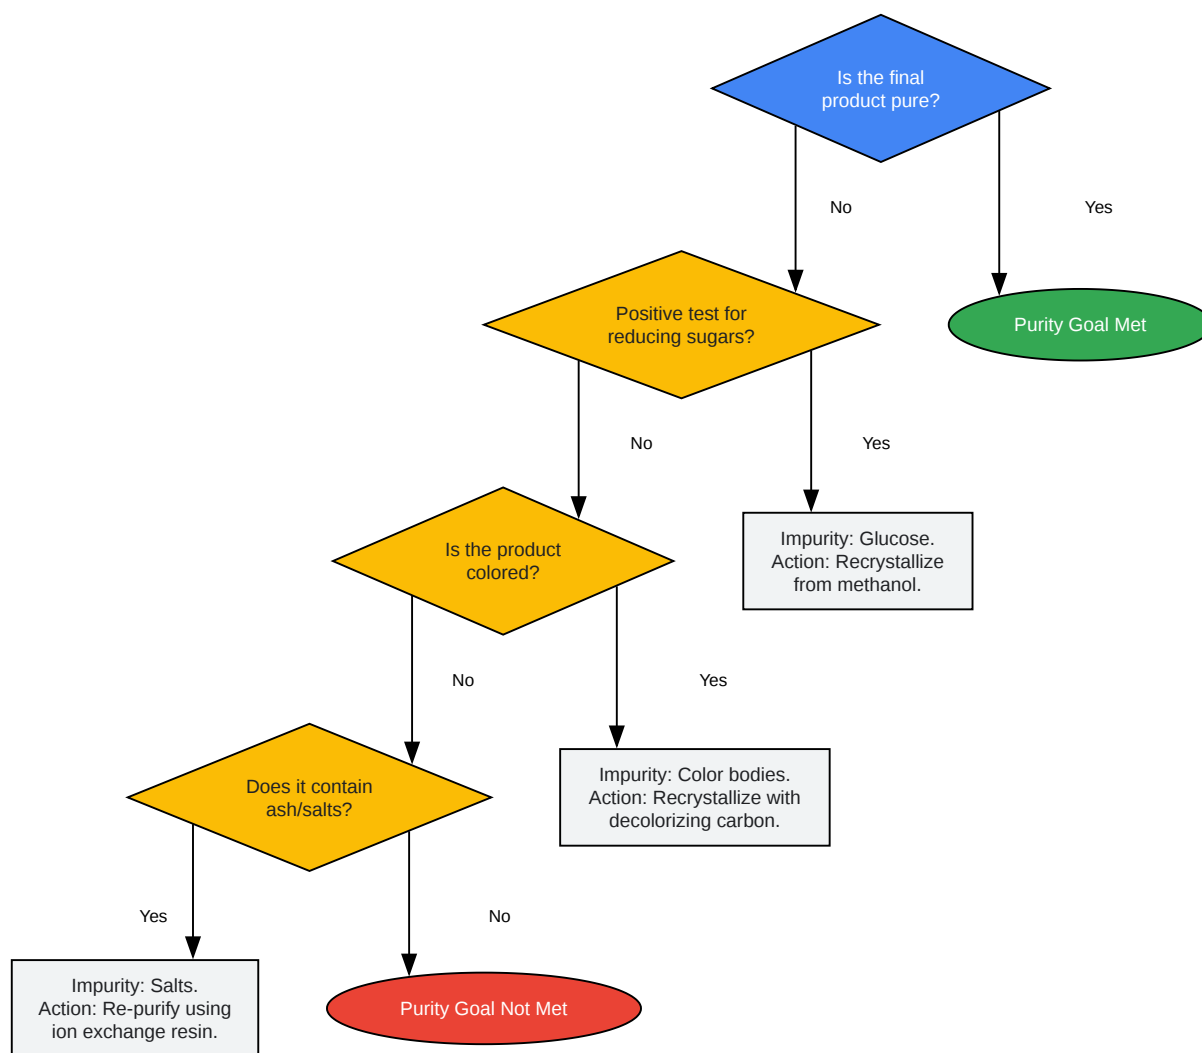 Is the final
product pure?
No
Yes
Positive test for
reducing sugars?
Purity Goal Met
No
Yes
Is the product
colored?
Impurity: Glucose.
Action: Recrystallize
from methanol.
No
Yes
Does it contain
ash/salts?
Impurity: Color bodies.
Action: Recrystallize with
decolorizing carbon.
Yes
No
Impurity: Salts.
Action: Re-purify using
ion exchange resin.
Purity Goal Not Met